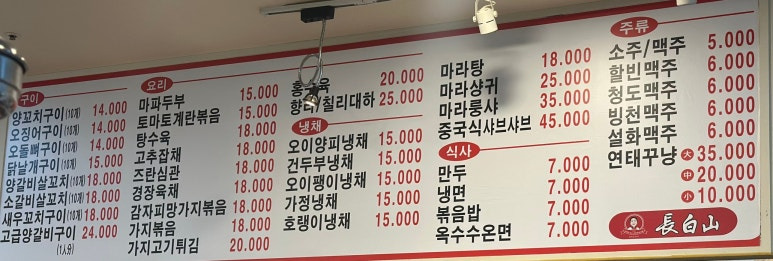 구이
양꼬치구이(10개) 14.000
오징어구이(10개) 14.000
오돌뼈구이(10개) 14.000
닭날개구이(10개) 15.000
양갈비살꼬치(10개) 18.000
소갈비살꼬치(10개) 18.000
새우꼬치구이(10개) 18.000
고급양갈비구이 24.000
(1人分)
요리
마파두부 15.000
토마토계란볶음 15.000
탕수육 18.000
고추잡채 18.000
즈란심관 18.000
경장육채 18.000
감자피망가지볶음 18.000
가지볶음 18.000
가지고기튀김 20.000
20.000
칠리대하 25.000
냉채
오이양피냉채 15.000
건두부냉채 15.000
오이팽이냉채 15.000
가정냉채 15.000
호랭이냉채 15.000
마라탕 18.000
마라샹궈 25.000
마라룽샤 35.000
중국식샤브샤브 45.000
식사
만두 7.000
냉면 7.000
볶음밥 7.000
옥수수온면 7.000
주류
소주/맥주 5.000
할빈맥주 6.000
칭도맥주 6.000
빙천맥주 6.000
설화맥주 6.000
연태꾸냥 大 35.000
中 20.000
小 10.000
長白山